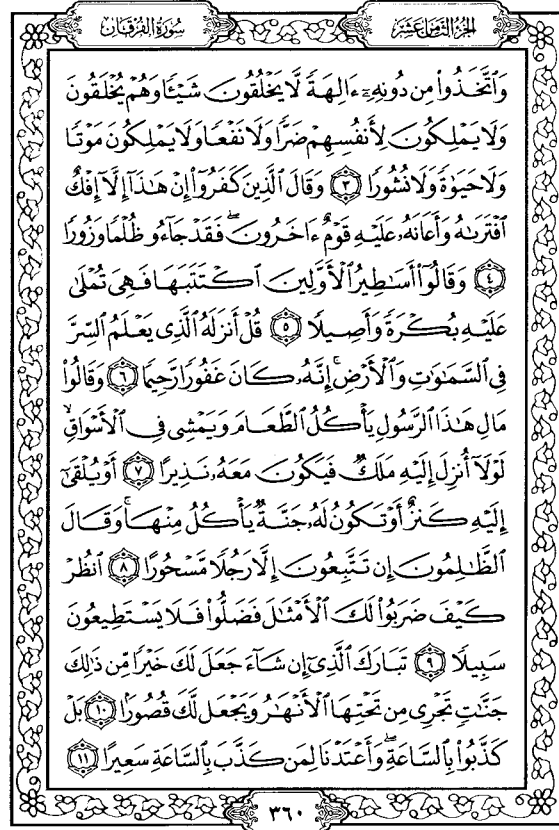 الجزء الثامن عشر
سورة الفرقان
وَٱتَّخَذُوا۟ مِن دُونِهِۦٓ ءَالِهَةً لَّا يَخْلُقُونَ شَيْـًٔا وَهُمْ يُخْلَقُونَ
وَلَا يَمْلِكُونَ لِأَنفُسِهِمْ ضَرًّا وَلَا نَفْعًا وَلَا يَمْلِكُونَ مَوْتًا
وَلَا حَيَوٰةً وَلَا نُشُورًا ٣ وَقَالَ ٱلَّذِينَ كَفَرُوٓا۟ إِنْ هَـٰذَآ إِلَّآ إِفْكٌ
ٱفْتَرَىٰهُ وَأَعَانَهُۥ عَلَيْهِ قَوْمٌ ءَاخَرُونَ ۖ فَقَدْ جَآءُو ظُلْمًا وَزُورًا
٤ وَقَالُوٓا۟ أَسَـٰطِيرُ ٱلْأَوَّلِينَ ٱكْتَتَبَهَا فَهِىَ تُمْلَىٰ
عَلَيْهِ بُكْرَةً وَأَصِيلًا ٥ قُلْ أَنزَلَهُ ٱلَّذِى يَعْلَمُ ٱلسِّرَّ
فِى ٱلسَّمَـٰوَٰتِ وَٱلْأَرْضِ ۚ إِنَّهُۥ كَانَ غَفُورًا رَّحِيمًا ٦ وَقَالُوا۟
مَالِ هَـٰذَا ٱلرَّسُولِ يَأْكُلُ ٱلطَّعَامَ وَيَمْشِى فِى ٱلْأَسْوَاقِ ۙ
لَوْلَآ أُنزِلَ إِلَيْهِ مَلَكٌ فَيَكُونَ مَعَهُۥ نَذِيرًا ٧ أَوْ يُلْقَىٰٓ
إِلَيْهِ كَنزٌ أَوْ تَكُونُ لَهُۥ جَنَّةٌ يَأْكُلُ مِنْهَا ۚ وَقَالَ
ٱلظَّـٰلِمُونَ إِن تَتَّبِعُونَ إِلَّا رَجُلًا مَّسْحُورًا ٨ ٱنظُرْ
كَيْفَ ضَرَبُوا۟ لَكَ ٱلْأَمْثَـٰلَ فَضَلُّوا۟ فَلَا يَسْتَطِيعُونَ
سَبِيلًا ٩ تَبَارَكَ ٱلَّذِىٓ إِن شَآءَ جَعَلَ لَكَ خَيْرًا مِّن ذَٰلِكَ
جَنَّـٰتٍ تَجْرِى مِن تَحْتِهَا ٱلْأَنْهَـٰرُ وَيَجْعَل لَّكَ قُصُورًۢا ١٠ بَلْ
كَذَّبُوا۟ بِٱلسَّاعَةِ ۖ وَأَعْتَدْنَا لِمَن كَذَّبَ بِٱلسَّاعَةِ سَعِيرًا ١١
٣٦٠